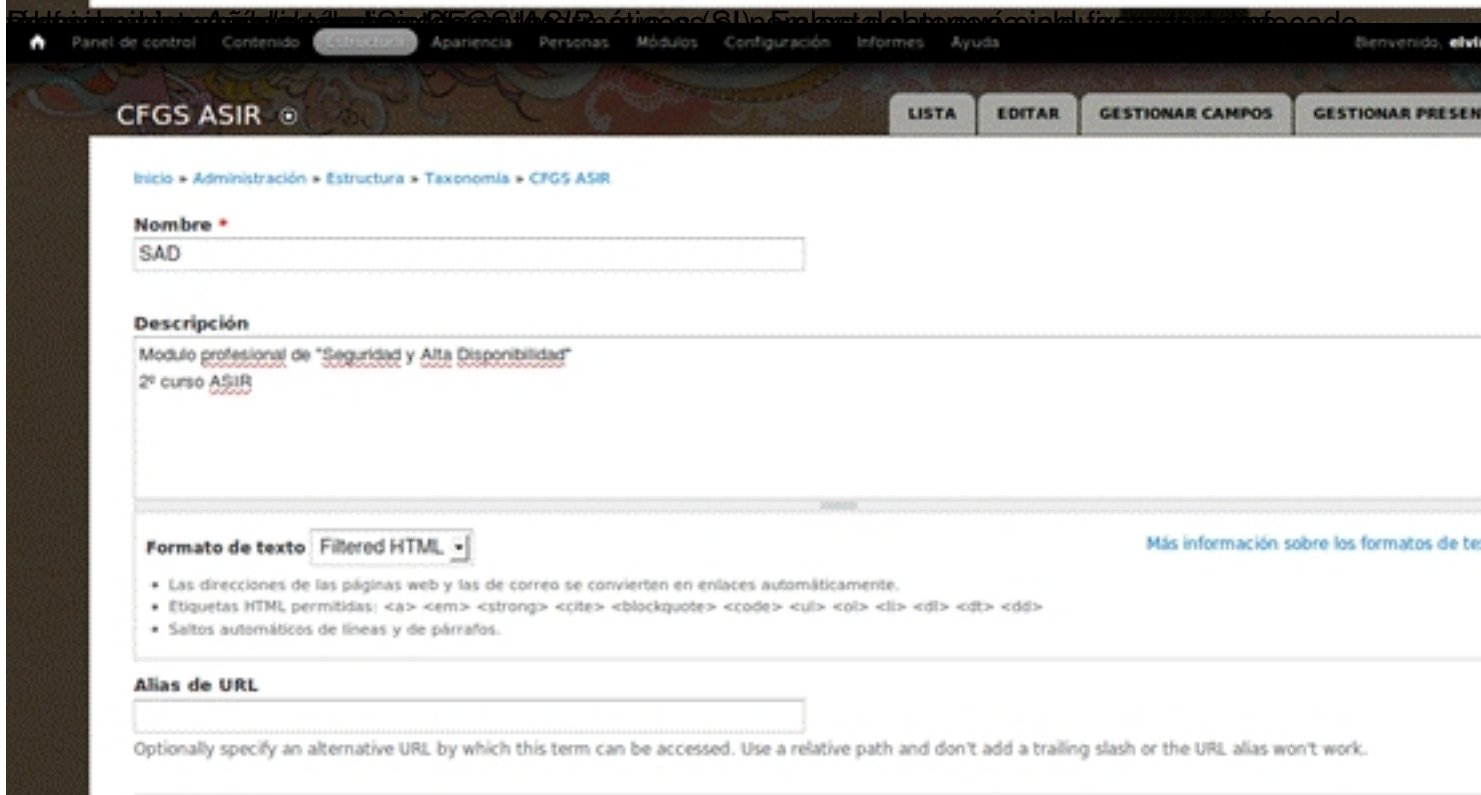 Panel de control Contenido Estructura Apariencia Personas Módulos Configuración Informes Ayuda Bienvenido,
CFGS ASIR LISTA EDITAR GESTIONAR CAMPOS GESTIONAR PRESEN
Inicio » Administración » Estructura » Taxonomía » CFGS ASIR
Nombre *
SAD
Descripción
Modulo profesional de "Seguridad y Alta Disponibilidad"
2º curso ASIR
Formato de texto Filtered HTML Más información sobre los formatos de te
• Las direcciones de las páginas web y las de correo se convierten en enlaces automáticamente.
• Etiquetas HTML permitidas: <a> <em> <strong> <cite> <blockquote> <code> <ul> <ol> <li> <dl> <dt> <dd>
• Saltos automáticos de líneas y de párrafos.
Alias de URL
Optionally specify an alternative URL by which this term can be accessed. Use a relative path and don't add a trailing slash or the URL alias won't work.